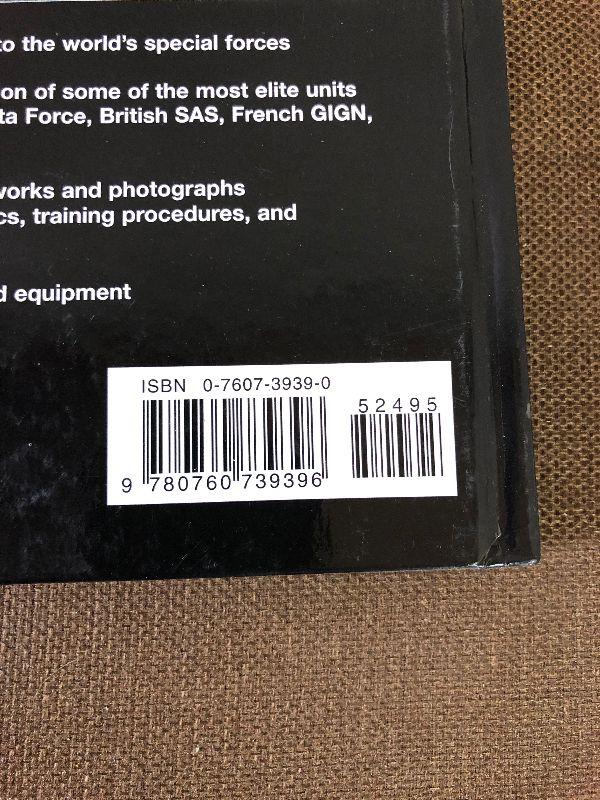 to the world's special forces
on of some of the most elite units
ta Force, British SAS, French GIGN,
works and photographs
cs, training procedures, and
d equipment
ISBN 0-7607-3939-0
52495
9 780760 739396